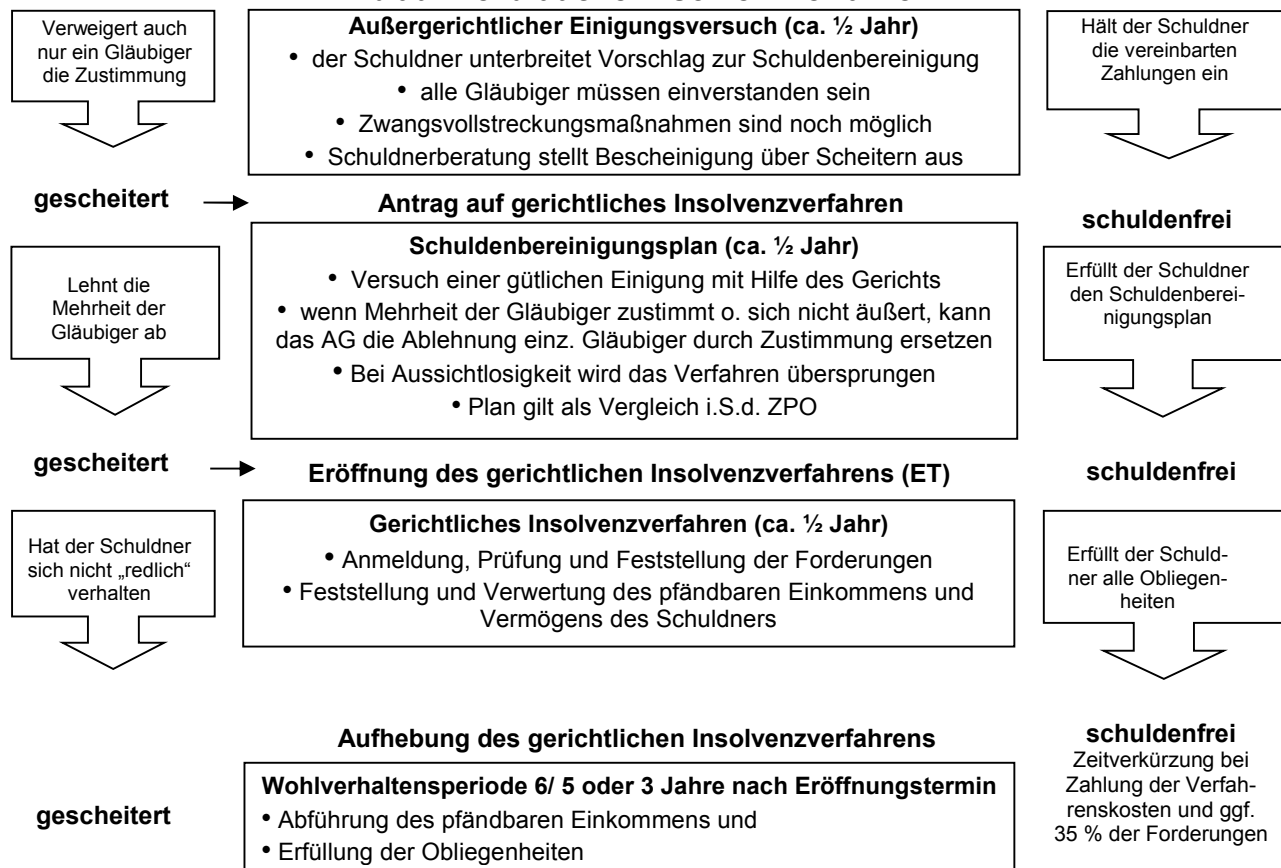 Verweigert auch
nur ein Gläubiger
die Zustimmung
Außergerichtlicher Einigungsversuch (ca. ½ Jahr)
• der Schuldner unterbreitet Vorschlag zur Schuldenbereinigung
• alle Gläubiger müssen einverstanden sein
• Zwangsvollstreckungsmaßnahmen sind noch möglich
• Schuldnerberatung stellt Bescheinigung über Scheitern aus
Hält der Schuldner
die vereinbarten
Zahlungen ein
gescheitert
Antrag auf gerichtliches Insolvenzverfahren
schuldenfrei
Lehnt die
Mehrheit der
Gläubiger ab
Schuldenbereinigungsplan (ca. ½ Jahr)
• Versuch einer gütlichen Einigung mit Hilfe des Gerichts
• wenn Mehrheit der Gläubiger zustimmt o. sich nicht äußert, kann
das AG die Ablehnung einz. Gläubiger durch Zustimmung ersetzen
• Bei Aussichtlosigkeit wird das Verfahren übersprungen
• Plan gilt als Vergleich i.S.d. ZPO
Erfüllt der Schuldner
den Schuldenberei-
nigungsplan
gescheitert
Eröffnung des gerichtlichen Insolvenzverfahrens (ET)
schuldenfrei
Hat der Schuldner
sich nicht „redlich“
verhalten
Gerichtliches Insolvenzverfahren (ca. ½ Jahr)
• Anmeldung, Prüfung und Feststellung der Forderungen
• Feststellung und Verwertung des pfändbaren Einkommens und
Vermögens des Schuldners
Erfüllt der Schuld-
ner alle Obliegen-
heiten
Aufhebung des gerichtlichen Insolvenzverfahrens
gescheitert
Wohlverhaltensperiode 6/ 5 oder 3 Jahre nach Eröffnungstermin
• Abführung des pfändbaren Einkommens und
• Erfüllung der Obliegenheiten
schuldenfrei
Zeitverkürzung bei
Zahlung der Verfah-
renskosten und ggf.
35 % der Forderungen